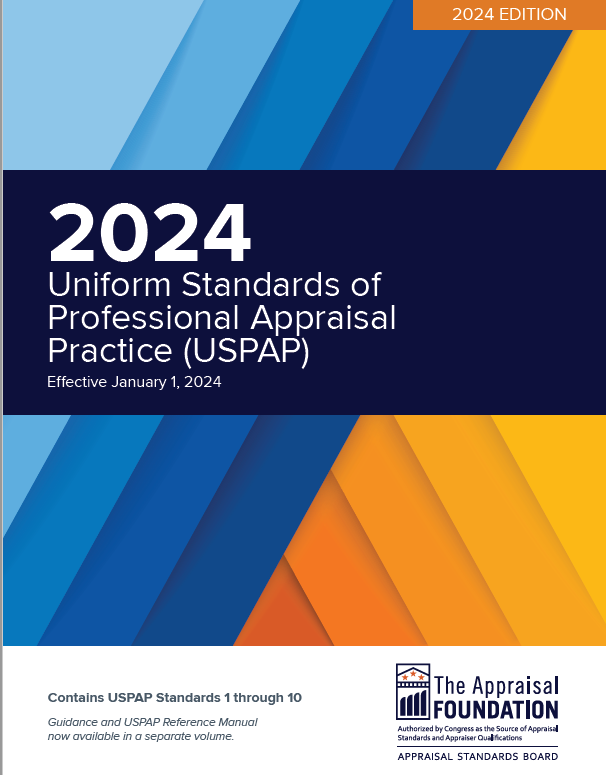 2024 EDITION
2024
Uniform Standards of
Professional Appraisal
Practice (USPAP)
Effective January 1, 2024
Contains USPAP Standards 1 through 10
Guidance and USPAP Reference Manual
now available in a separate volume.
The Appraisal
FOUNDATION
Authorized by Congress as the Source of Appraisal
Standards and Appraiser Qualifications
APPRAISAL STANDARDS BOARD